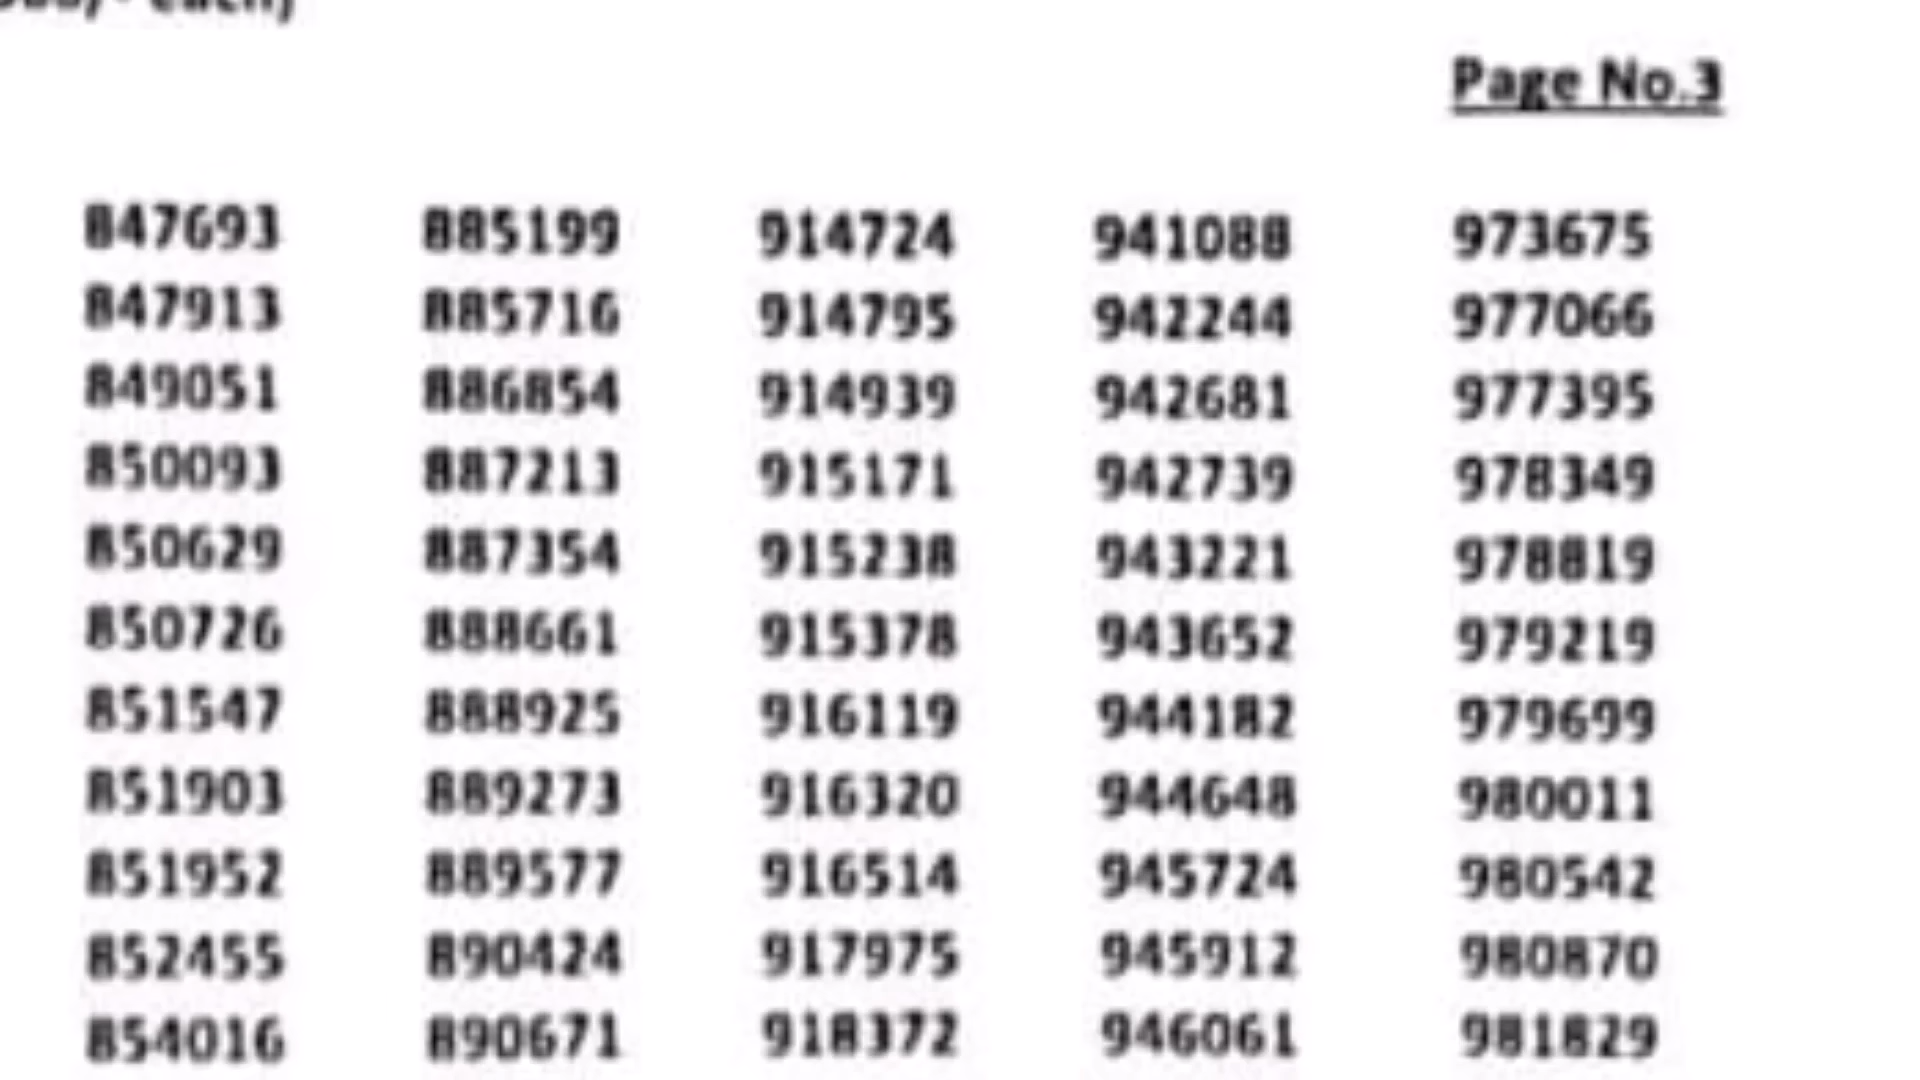 each)
Page No.3
847693 885199 914724 941088 973675
847913 885716 914795 942244 977066
849051 886854 914939 942681 977395
850093 887213 915171 942739 978349
850629 887354 915238 943221 978819
850726 888661 915378 943652 979219
851547 888925 916119 944182 979699
851903 889273 916320 944648 980011
851952 889577 916514 945724 980542
852455 890424 917975 945912 980870
854016 890671 918372 946061 981829